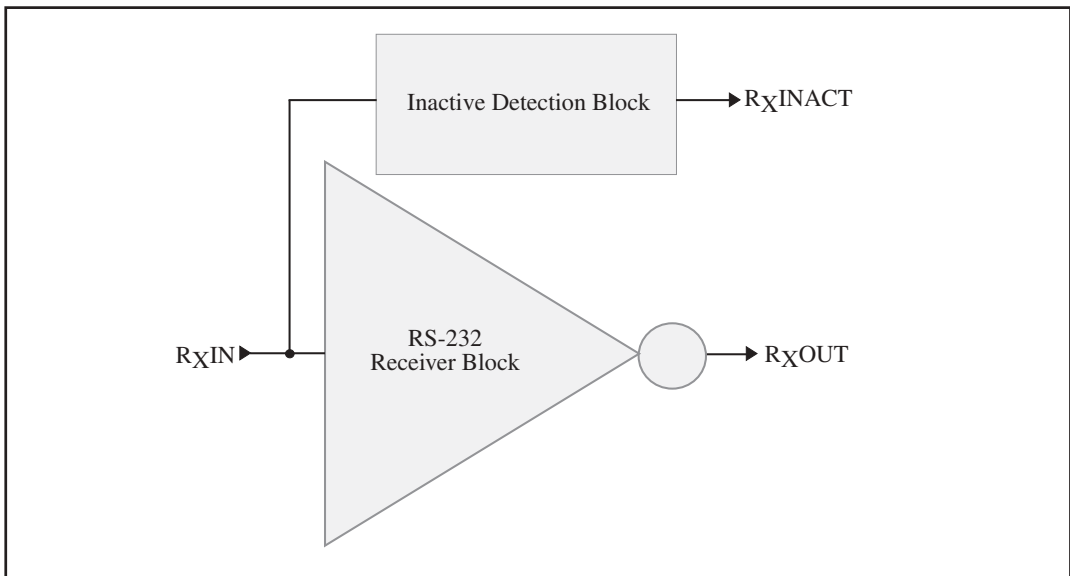 Inactive Detection Block
RXINACT
RXIN
RS-232
Receiver Block
RXOUT